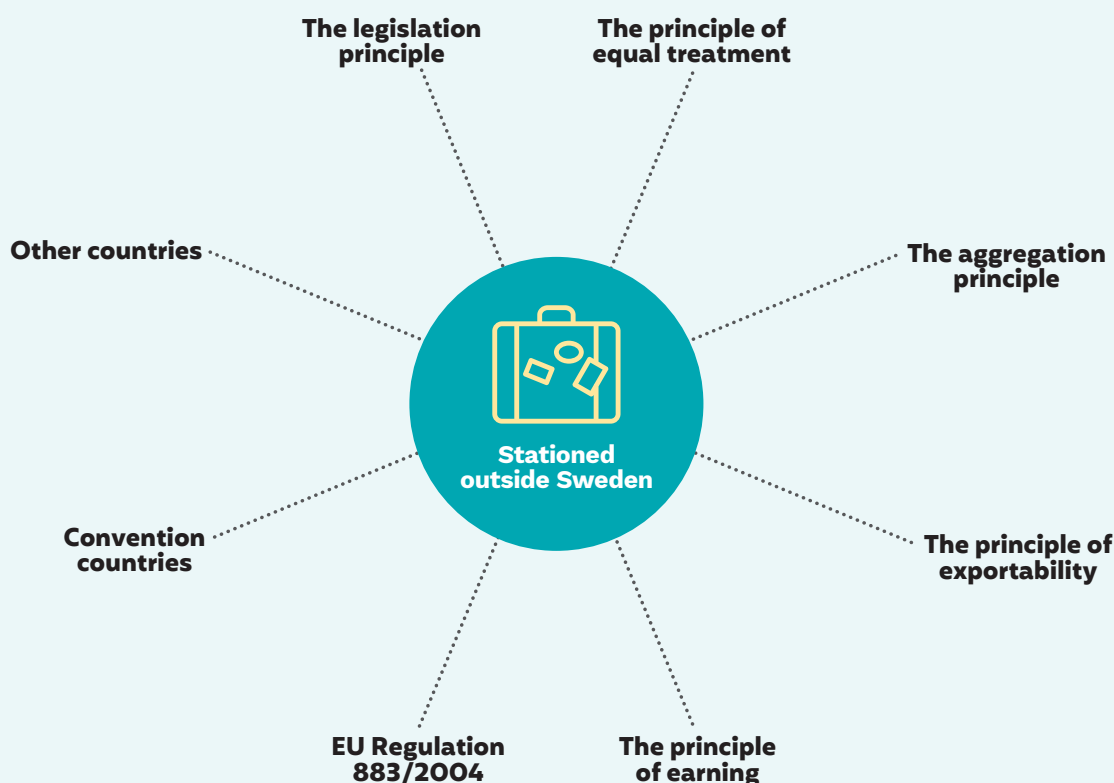 The legislation
principle
The principle of
equal treatment
Other countries
The aggregation
principle
Stationed
outside Sweden
Convention
countries
The principle of
exportability
EU Regulation
883/2004
The principle
of earning